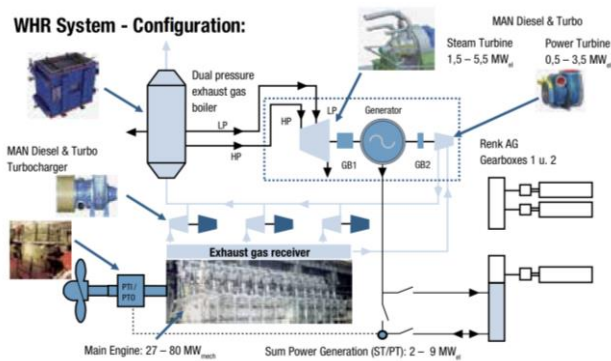 WHR System - Configuration:
MAN Diesel & Turbo
Steam Turbine
1,5 – 5,5 MWel
Power Turbine
0,5 – 3,5 MWel
Dual pressure
exhaust gas
boiler
LP
HP
HP
LP
Generator
GB1
GB2
Renk AG
Gearboxes 1 u. 2
MAN Diesel & Turbo
Turbocharger
Exhaust gas receiver
PTI /
PTO
Main Engine: 27 – 80 MWmech
Sum Power Generation (ST/PT): 2 – 9 MWel